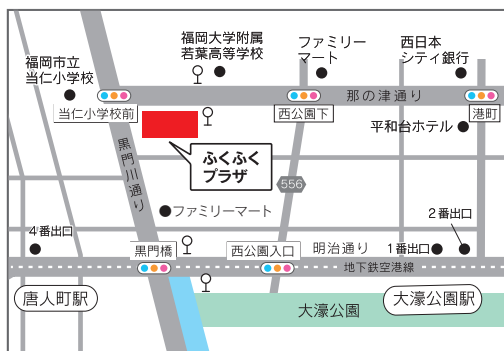 福岡市立
当仁小学校
福岡大学附属
若葉高等学校
ファミリー
マート
西日本
シティ銀行
当仁小学校前
西公園下
那の津通り
港町
平和台ホテル
ふくふく
プラザ
黒門川通り
556
ファミリーマート
4番出口
黒門橋
西公園入口
明治通り
1番出口
2番出口
地下鉄空港線
唐人町駅
大濠公園
大濠公園駅